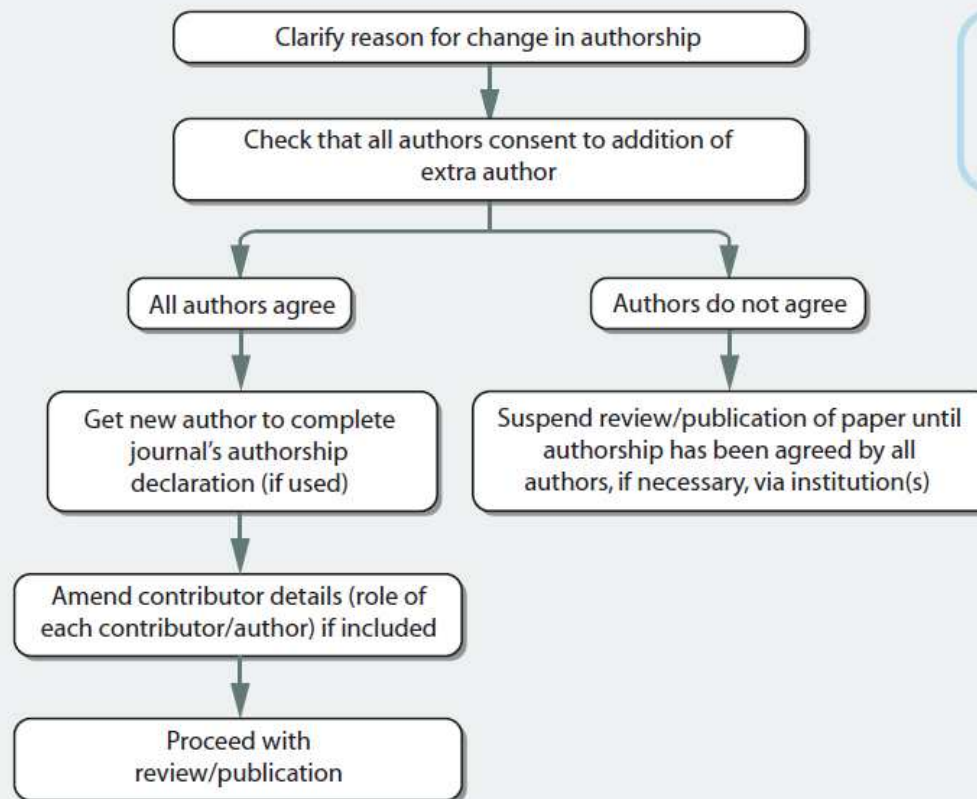 Clarify reason for change in authorship
Check that all authors consent to addition of
extra author
All authors agree
Authors do not agree
Get new author to complete
journal's authorship
declaration (if used)
Suspend review/publication of paper until
authorship has been agreed by all
authors, if necessary, via institution(s)
Amend contributor details (role of
each contributor/author) if included
Proceed with
review/publication